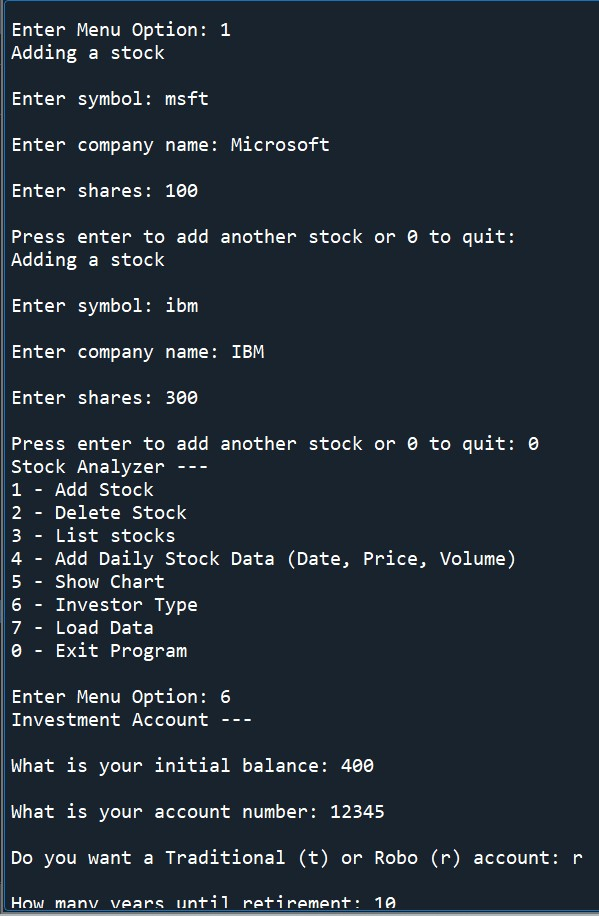 Enter Menu Option: 1
Adding a stock
Enter symbol: msft
Enter company name: Microsoft
Enter shares: 100
Press enter to add another stock or 0 to quit:
Adding a stock
Enter symbol: ibm
Enter company name: IBM
Enter shares: 300
Press enter to add another stock or 0 to quit: 0
Stock Analyzer ---
1 - Add Stock
2 - Delete Stock
3 - List stocks
4 - Add Daily Stock Data (Date, Price, Volume)
5 - Show Chart
6 - Investor Type
7 - Load Data
0 - Exit Program
Enter Menu Option: 6
Investment Account ---
What is your initial balance: 400
What is your account number: 12345
Do you want a Traditional (t) or Robo (r) account: r
How many years until retirement: 10